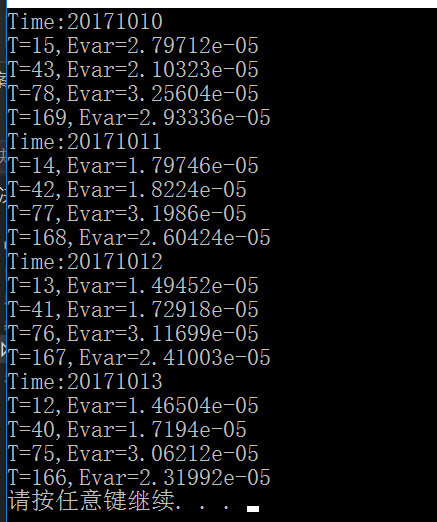 Time:20171010
T=15,Evar=2.79712e-05
T=43,Evar=2.10323e-05
T=78,Evar=3.25604e-05
T=169,Evar=2.93336e-05
Time:20171011
T=14,Evar=1.79746e-05
T=42,Evar=1.8224e-05
T=77,Evar=3.1986e-05
T=168,Evar=2.60424e-05
Time:20171012
T=13,Evar=1.49452e-05
T=41,Evar=1.72918e-05
T=76,Evar=3.11699e-05
T=167,Evar=2.41003e-05
Time:20171013
T=12,Evar=1.46504e-05
T=40,Evar=1.7194e-05
T=75,Evar=3.06212e-05
T=166,Evar=2.31992e-05
请按任意键继续. . .